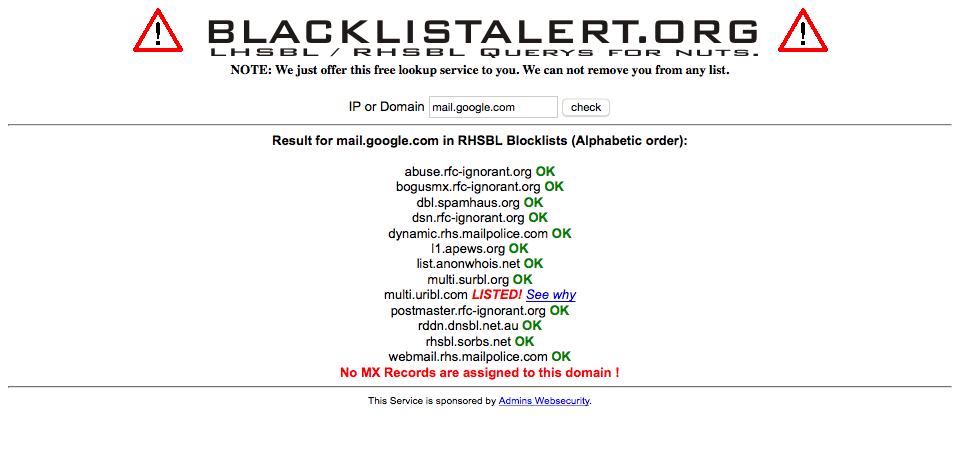 BLACKLISTALERT.ORG
LHSBL / RHSBL QUERYS FOR NUTS.
NOTE: We just offer this free lookup service to you. We can not remove you from any list.
IP or Domain mail.google.com check
Result for mail.google.com in RHSBL Blocklists (Alphabetic order):
abuse.rfc-ignorant.org OK
bogusmx.rfc-ignorant.org OK
dbl.spamhaus.org OK
dsn.rfc-ignorant.org OK
dynamic.rhs.mailpolice.com OK
l1.apews.org OK
list.anonwhois.net OK
multi.surbl.org OK
multi.uribl.com LISTED! See why
postmaster.rfc-ignorant.org OK
rddn.dnsbl.net.au OK
rhsbl.sorbs.net OK
webmail.rhs.mailpolice.com OK
No MX Records are assigned to this domain !
This Service is sponsored by Admins Websecurity.